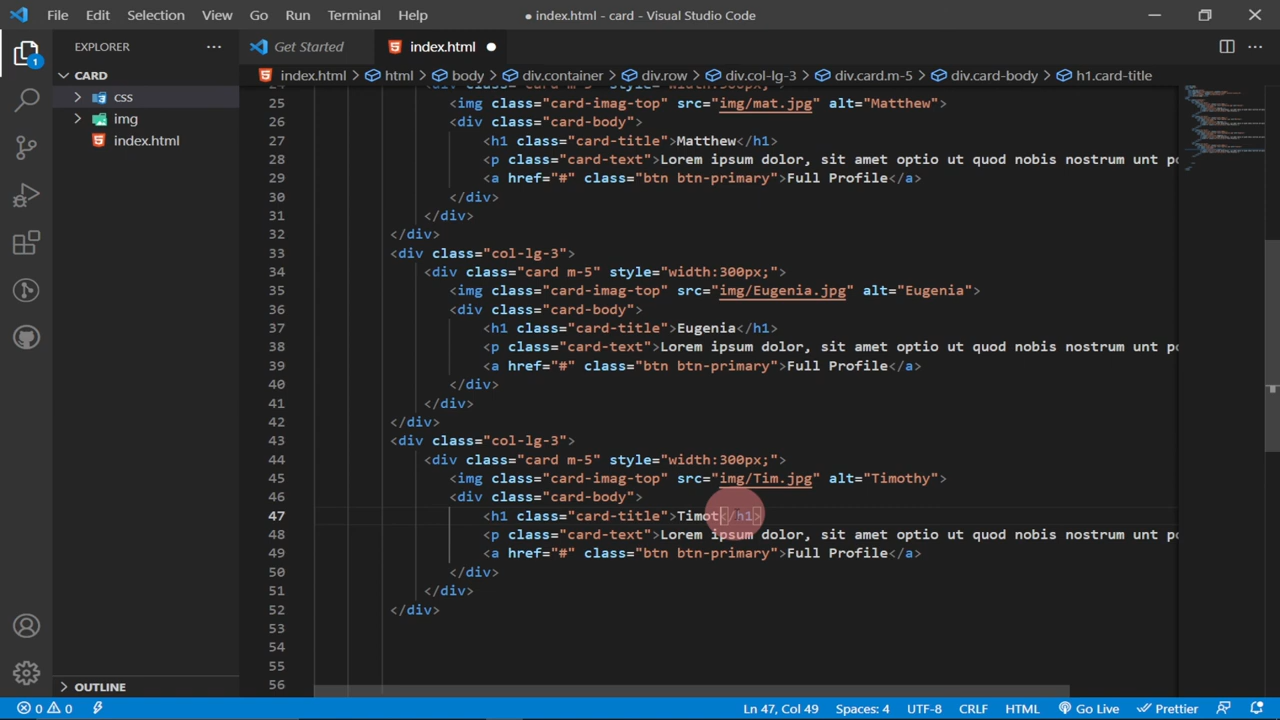 File Edit Selection View Go Run Terminal Help ● index.html - card - Visual Studio Code
EXPLORER ··· Get Started index.html ●
1
CARD
css
img
index.html
index.html > html > body > div.container > div.row > div.col-lg-3 > div.card.m-5 > div.card-body > h1.card-title
25 <img class="card-imag-top" src="img/mat.jpg" alt="Matthew">
26 <div class="card-body">
27 <h1 class="card-title">Matthew</h1>
28 <p class="card-text">Lorem ipsum dolor, sit amet optio ut quod nobis nostrum unt po
29 <a href="#" class="btn btn-primary">Full Profile</a>
30 </div>
31 </div>
32 </div>
33 <div class="col-lg-3">
34 <div class="card m-5" style="width:300px;">
35 <img class="card-imag-top" src="img/Eugenia.jpg" alt="Eugenia">
36 <div class="card-body">
37 <h1 class="card-title">Eugenia</h1>
38 <p class="card-text">Lorem ipsum dolor, sit amet optio ut quod nobis nostrum unt po
39 <a href="#" class="btn btn-primary">Full Profile</a>
40 </div>
41 </div>
42 </div>
43 <div class="col-lg-3">
44 <div class="card m-5" style="width:300px;">
45 <img class="card-imag-top" src="img/Tim.jpg" alt="Timothy">
46 <div class="card-body">
47 <h1 class="card-title">Timot</h1>
48 <p class="card-text">Lorem ipsum dolor, sit amet optio ut quod nobis nostrum unt po
49 <a href="#" class="btn btn-primary">Full Profile</a>
50 </div>
51 </div>
52 </div>
53
54
55
56
OUTLINE
0 0 Ln 47, Col 49 Spaces: 4 UTF-8 CRLF HTML Go Live Prettier